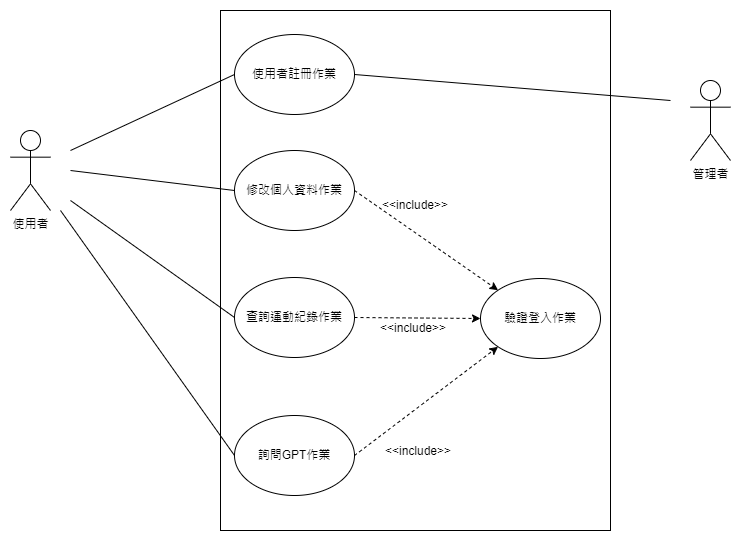 使用者註冊作業
管理者
使用者
修改個人資料作業
<<include>>
查詢運動紀錄作業
<<include>>
驗證登入作業
詢問GPT作業
<<include>>